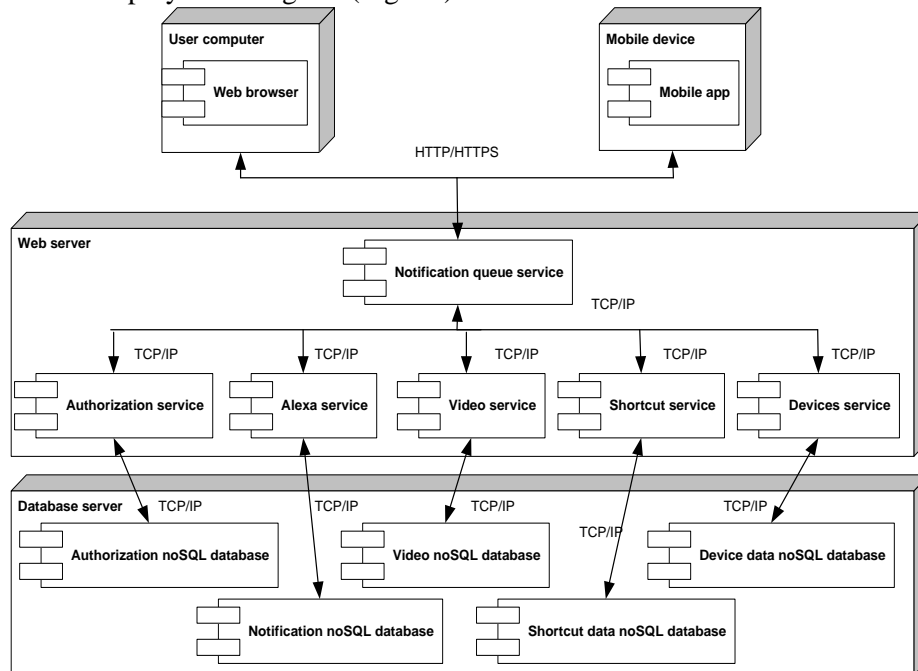 User computer
Mobile device
Web browser
Mobile app
HTTP/HTTPS
Web server
Notification queue service
TCP/IP
TCP/IP
TCP/IP
TCP/IP
TCP/IP
TCP/IP
Authorization service
Alexa service
Video service
Shortcut service
Devices service
Database server
TCP/IP
TCP/IP
TCP/IP
TCP/IP
TCP/IP
Authorization noSQL database
Video noSQL database
Device data noSQL database
Notification noSQL database
Shortcut data noSQL database